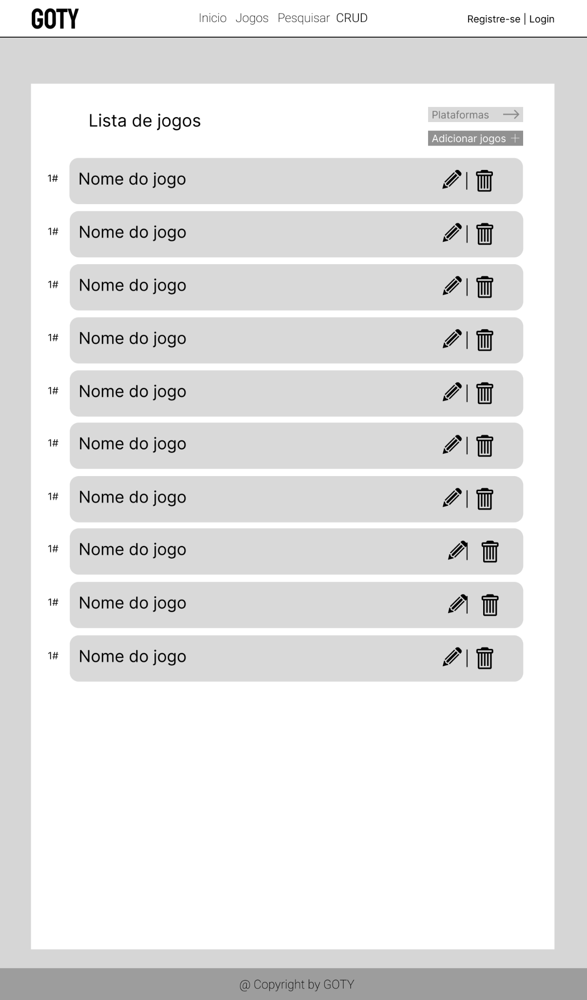 GOTY
Inicio Jogos Pesquisar CRUD
Registre-se | Login
Lista de jogos
Plataformas
Adicionar jogos
1# Nome do jogo
1# Nome do jogo
1# Nome do jogo
1# Nome do jogo
1# Nome do jogo
1# Nome do jogo
1# Nome do jogo
1# Nome do jogo
1# Nome do jogo
1# Nome do jogo
@ Copyright by GOTY